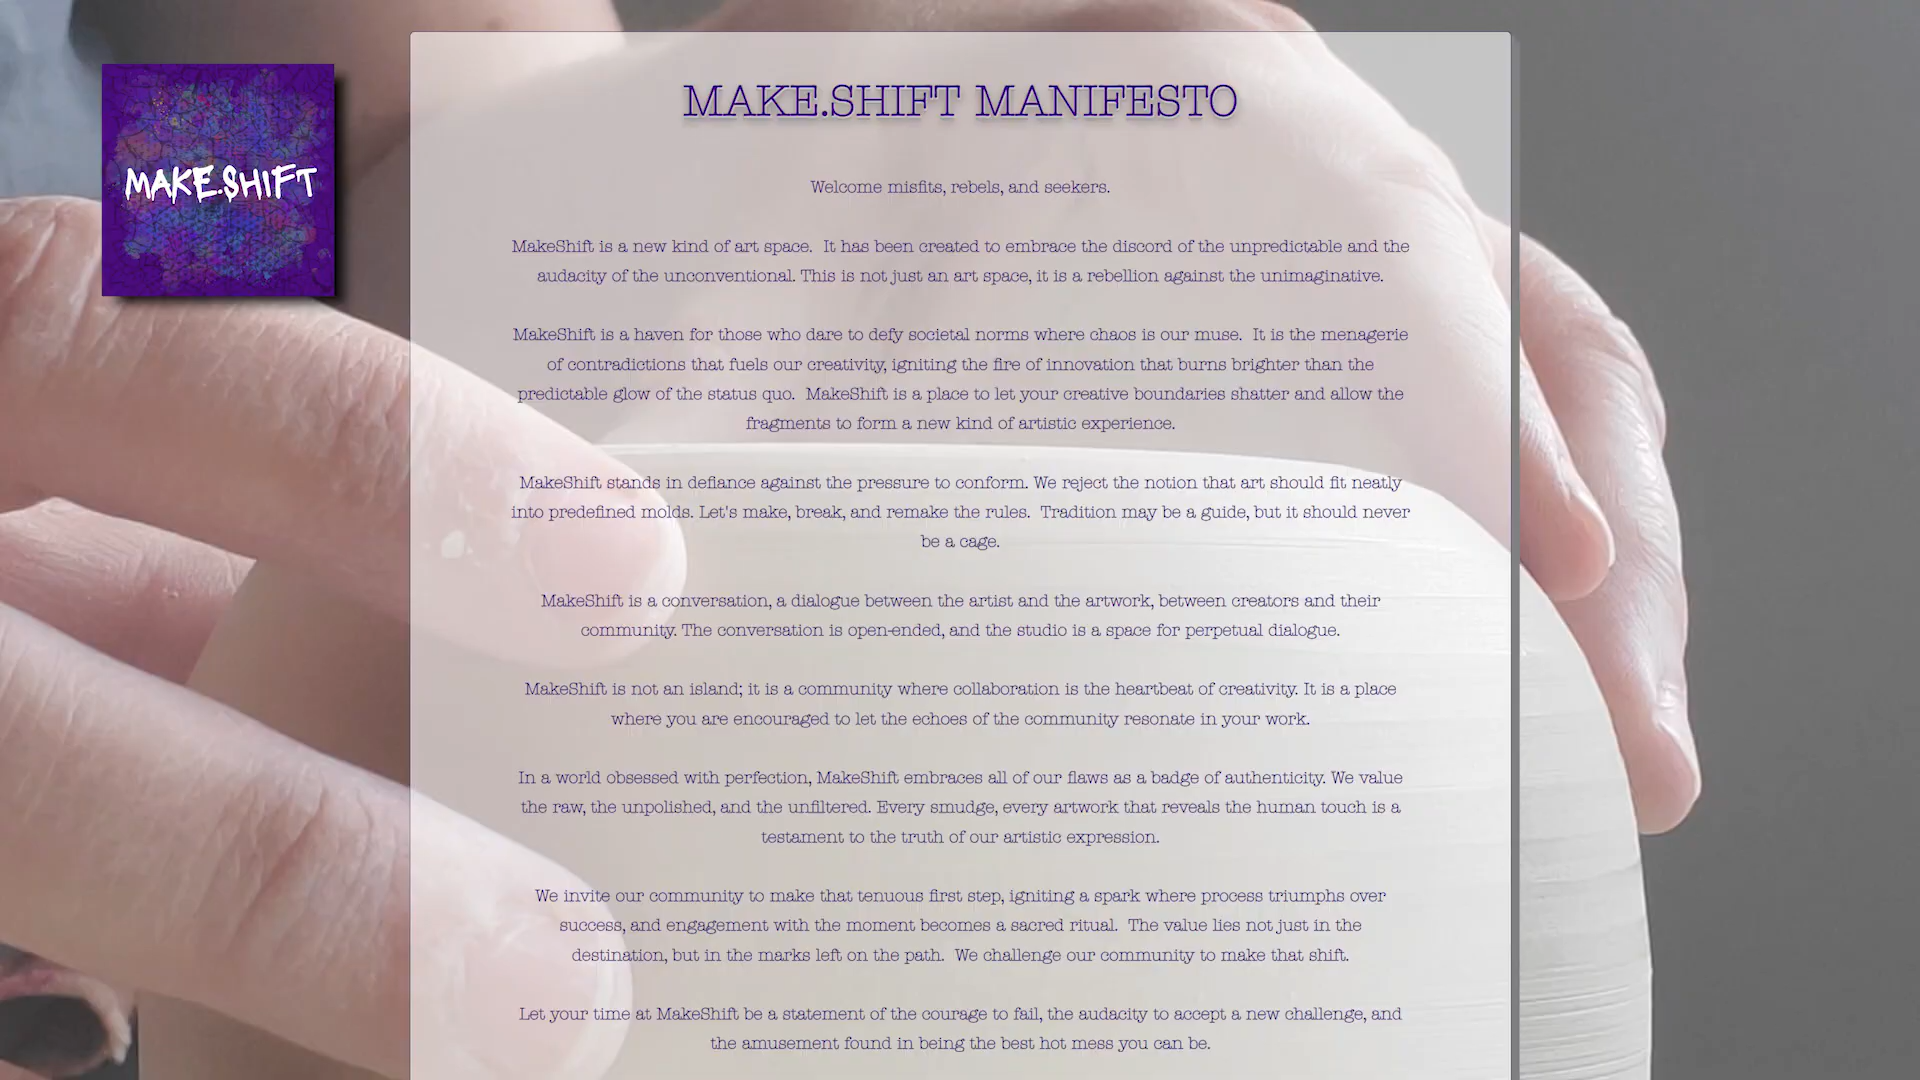 MAKE.SHIFT
MAKE.SHIFT MANIFESTO
Welcome misfits, rebels, and seekers.
MakeShift is a new kind of art space.  It has been created to embrace the discord of the unpredictable and the
audacity of the unconventional. This is not just an art space, it is a rebellion against the unimaginative.
MakeShift is a haven for those who dare to defy societal norms where chaos is our muse.  It is the menagerie
of contradictions that fuels our creativity, igniting the fire of innovation that burns brighter than the
predictable glow of the status quo.  MakeShift is a place to let your creative boundaries shatter and allow the
fragments to form a new kind of artistic experience.
MakeShift stands in defiance against the pressure to conform. We reject the notion that art should fit neatly
into predefined molds. Let's make, break, and remake the rules.  Tradition may be a guide, but it should never
be a cage.
MakeShift is a conversation, a dialogue between the artist and the artwork, between creators and their
community. The conversation is open-ended, and the studio is a space for perpetual dialogue.
MakeShift is not an island; it is a community where collaboration is the heartbeat of creativity. It is a place
where you are encouraged to let the echoes of the community resonate in your work.
In a world obsessed with perfection, MakeShift embraces all of our flaws as a badge of authenticity. We value
the raw, the unpolished, and the unfiltered. Every smudge, every artwork that reveals the human touch is a
testament to the truth of our artistic expression.
We invite our community to make that tenuous first step, igniting a spark where process triumphs over
success, and engagement with the moment becomes a sacred ritual.  The value lies not just in the
destination, but in the marks left on the path.  We challenge our community to make that shift.
Let your time at MakeShift be a statement of the courage to fail, the audacity to accept a new challenge, and
the amusement found in being the best hot mess you can be.